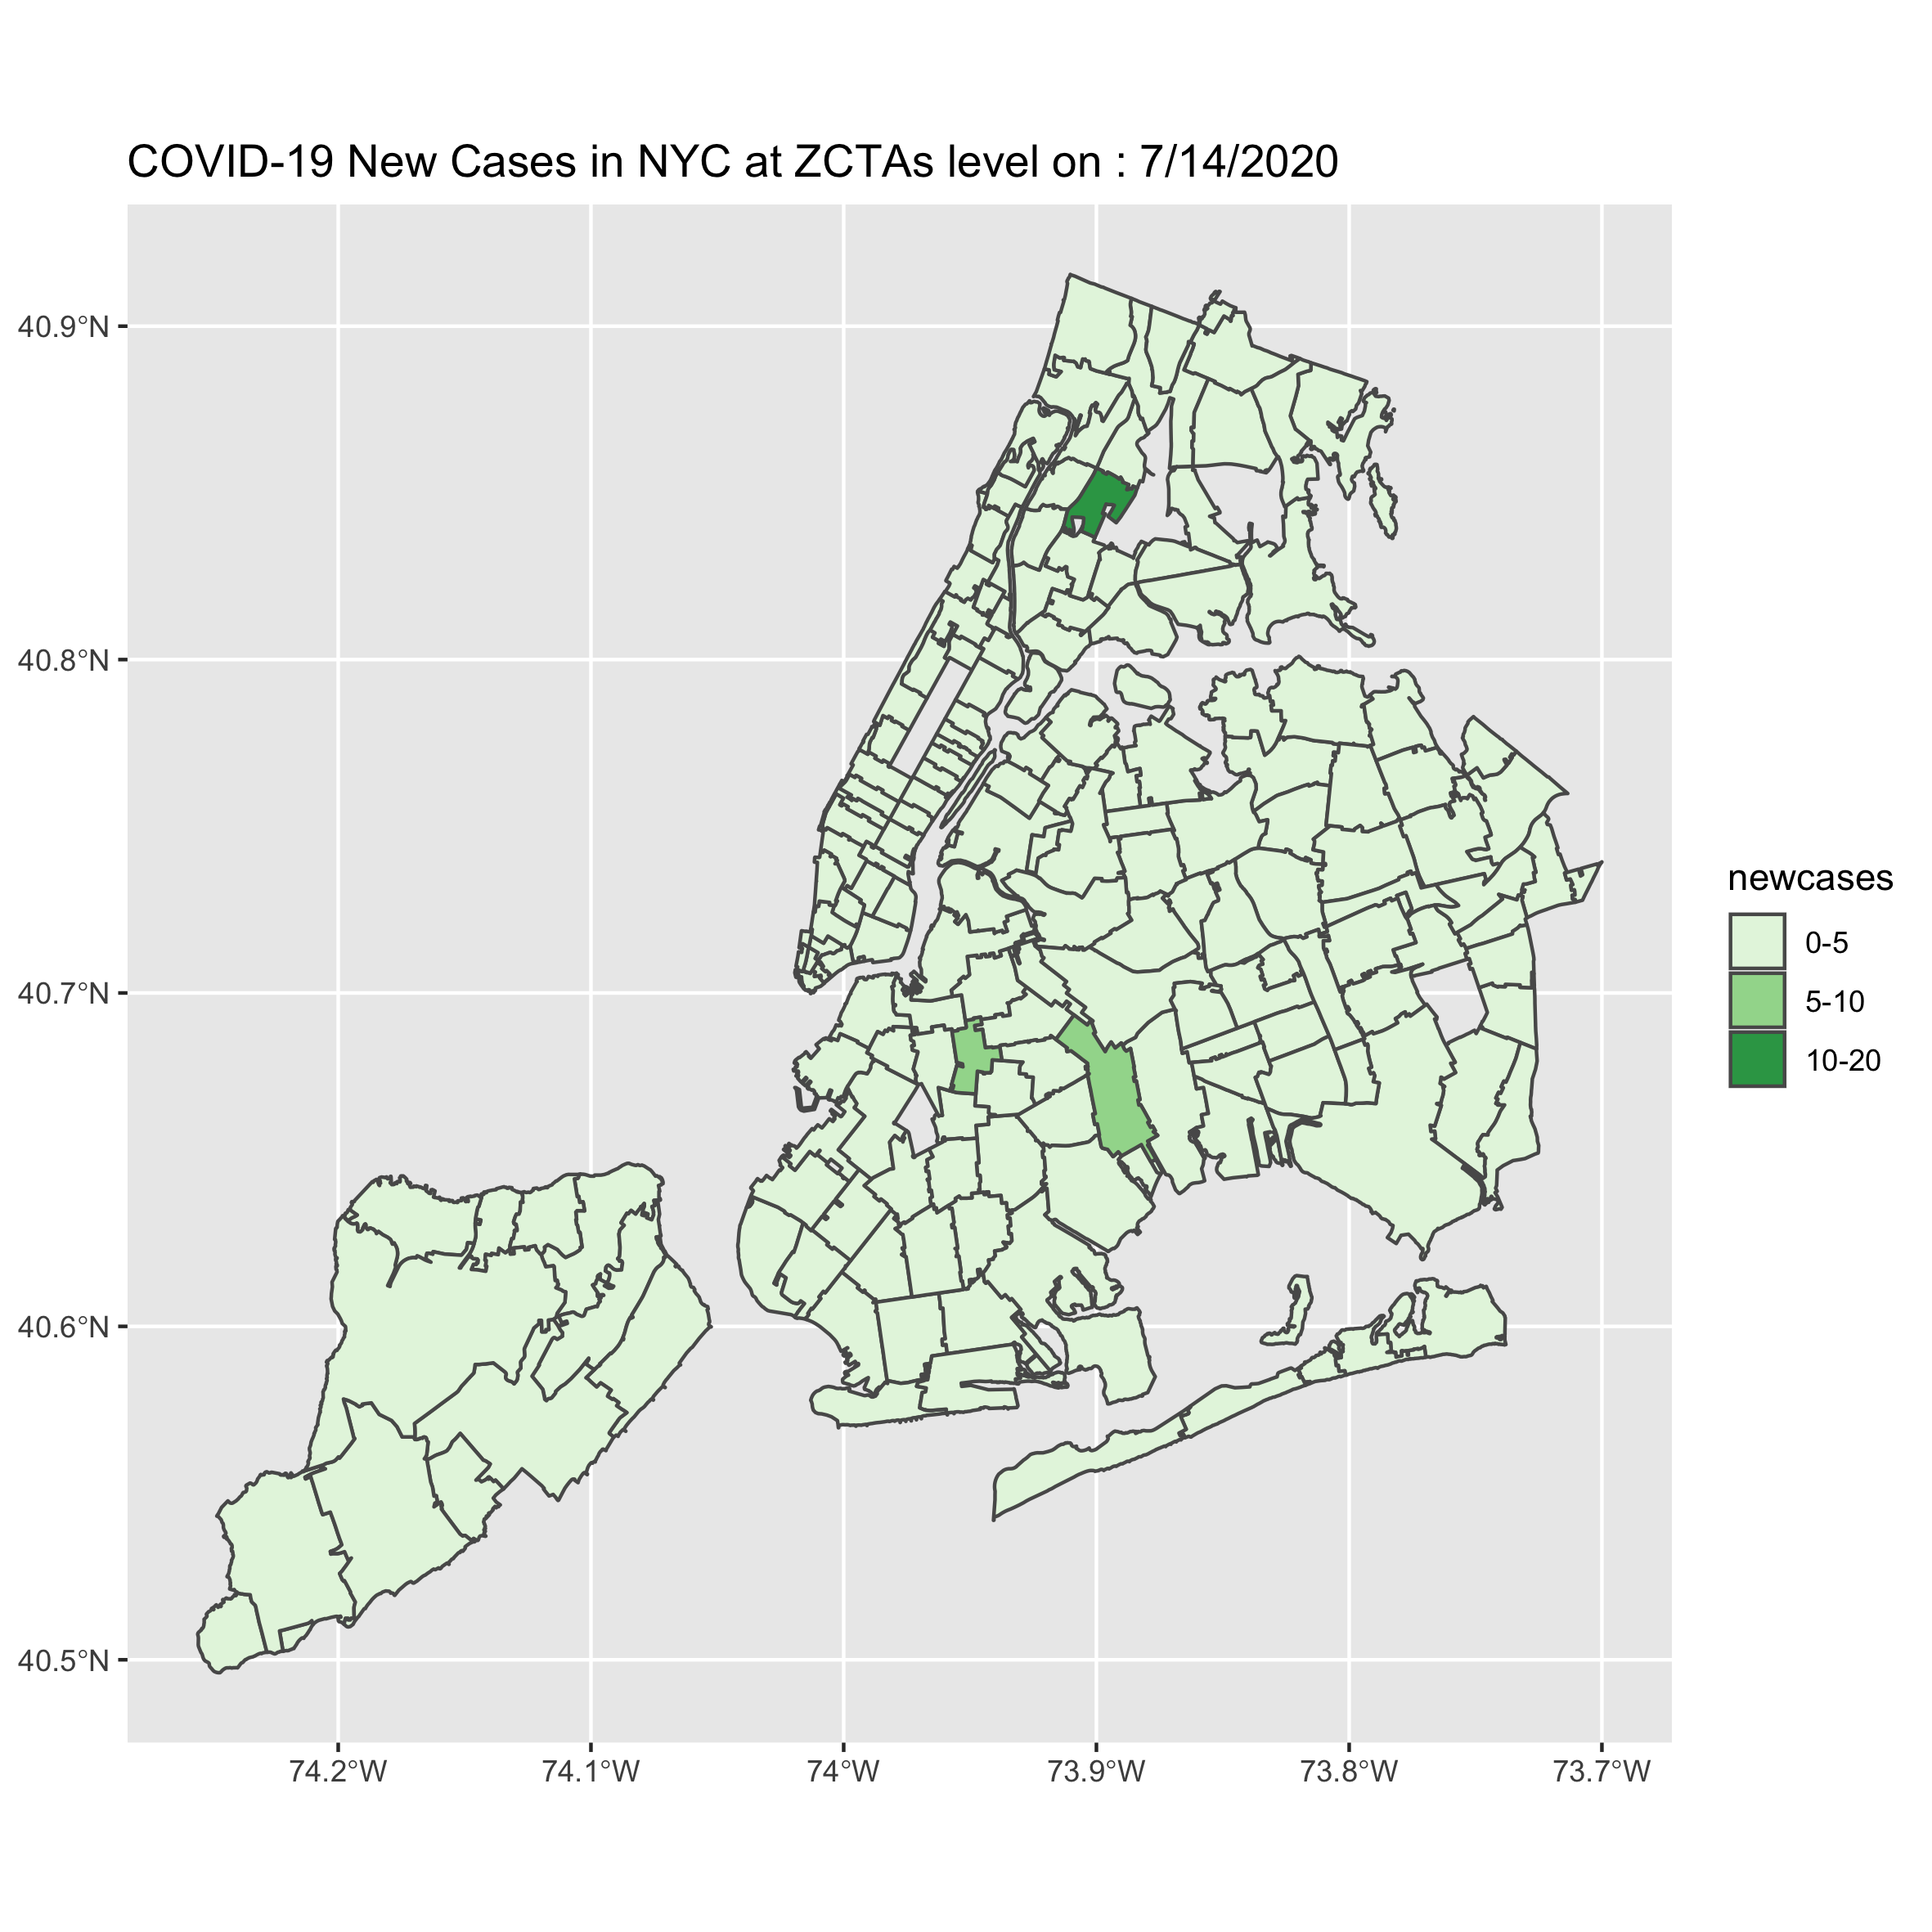 COVID-19 New Cases in NYC at ZCTAs level on : 7/14/2020
40.9°N
40.8°N
40.7°N
40.6°N
40.5°N
74.2°W
74.1°W
74°W
73.9°W
73.8°W
73.7°W
newcases
0-5
5-10
10-20